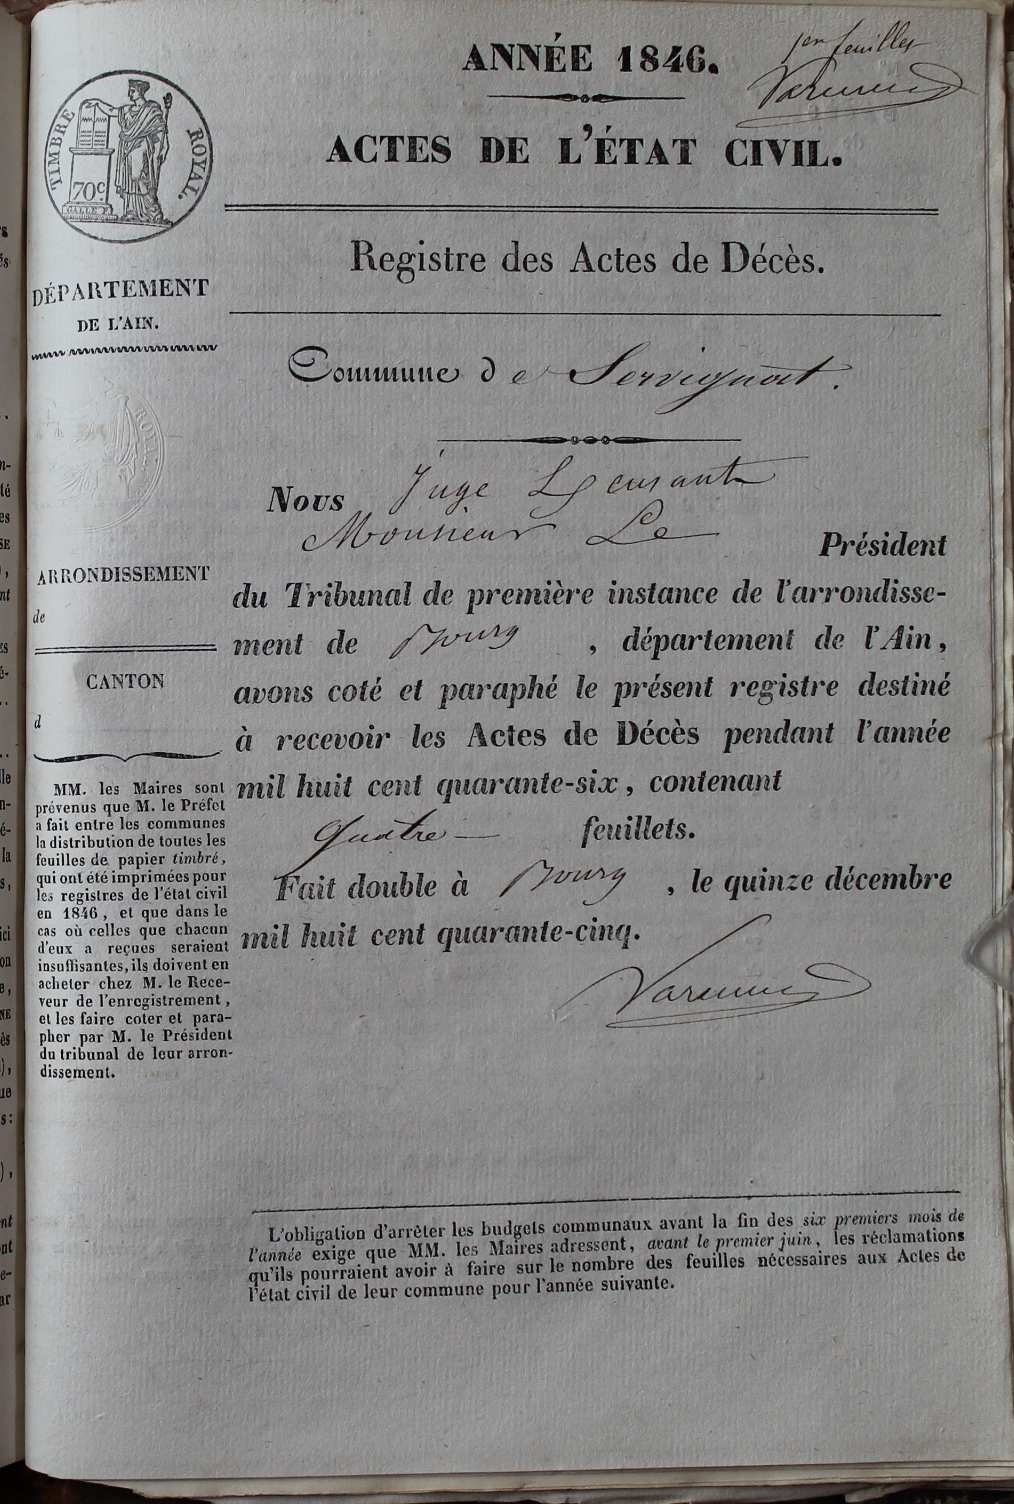 1er feuillet
ANNÉE 1846.
ACTES DE L'ÉTAT CIVIL.
TIMBRE ROYAL.
70c
Registre des Actes de Décès.
DÉPARTEMENT
DE L'AIN.
Commune de Servignat.
Nous Juge
Monsieur Le Président
du Tribunal de première instance de l'arrondisse-
ment de Bourg, département de l'Ain,
avons coté et paraphé le présent registre destiné
à recevoir les Actes de Décès pendant l'année
mil huit cent quarante-six, contenant
quatre feuillets.
Fait double à Bourg, le quinze décembre
mil huit cent quarante-cinq.
ARRONDISSEMENT
de
CANTON
d
MM. les Maires sont
prévenus que M. le Préfet
a fait entre les communes
la distribution de toutes les
feuilles de papier timbré,
qui ont été imprimées pour
les registres de l'état civil
en 1846, et que dans le
cas où celles que chacun
d'eux a reçues seraient
insuffisantes, ils doivent en
acheter chez M. le Rece-
veur de l'enregistrement,
et les faire coter et para-
pher par M. le Président
du tribunal de leur arron-
dissement.
L'obligation d'arrêter les budgets communaux avant la fin des six premiers mois de
l'année exige que MM. les Maires adressent, avant le premier juin, les réclamations
qu'ils pourraient avoir à faire sur le nombre des feuilles nécessaires aux Actes de
l'état civil de leur commune pour l'année suivante.